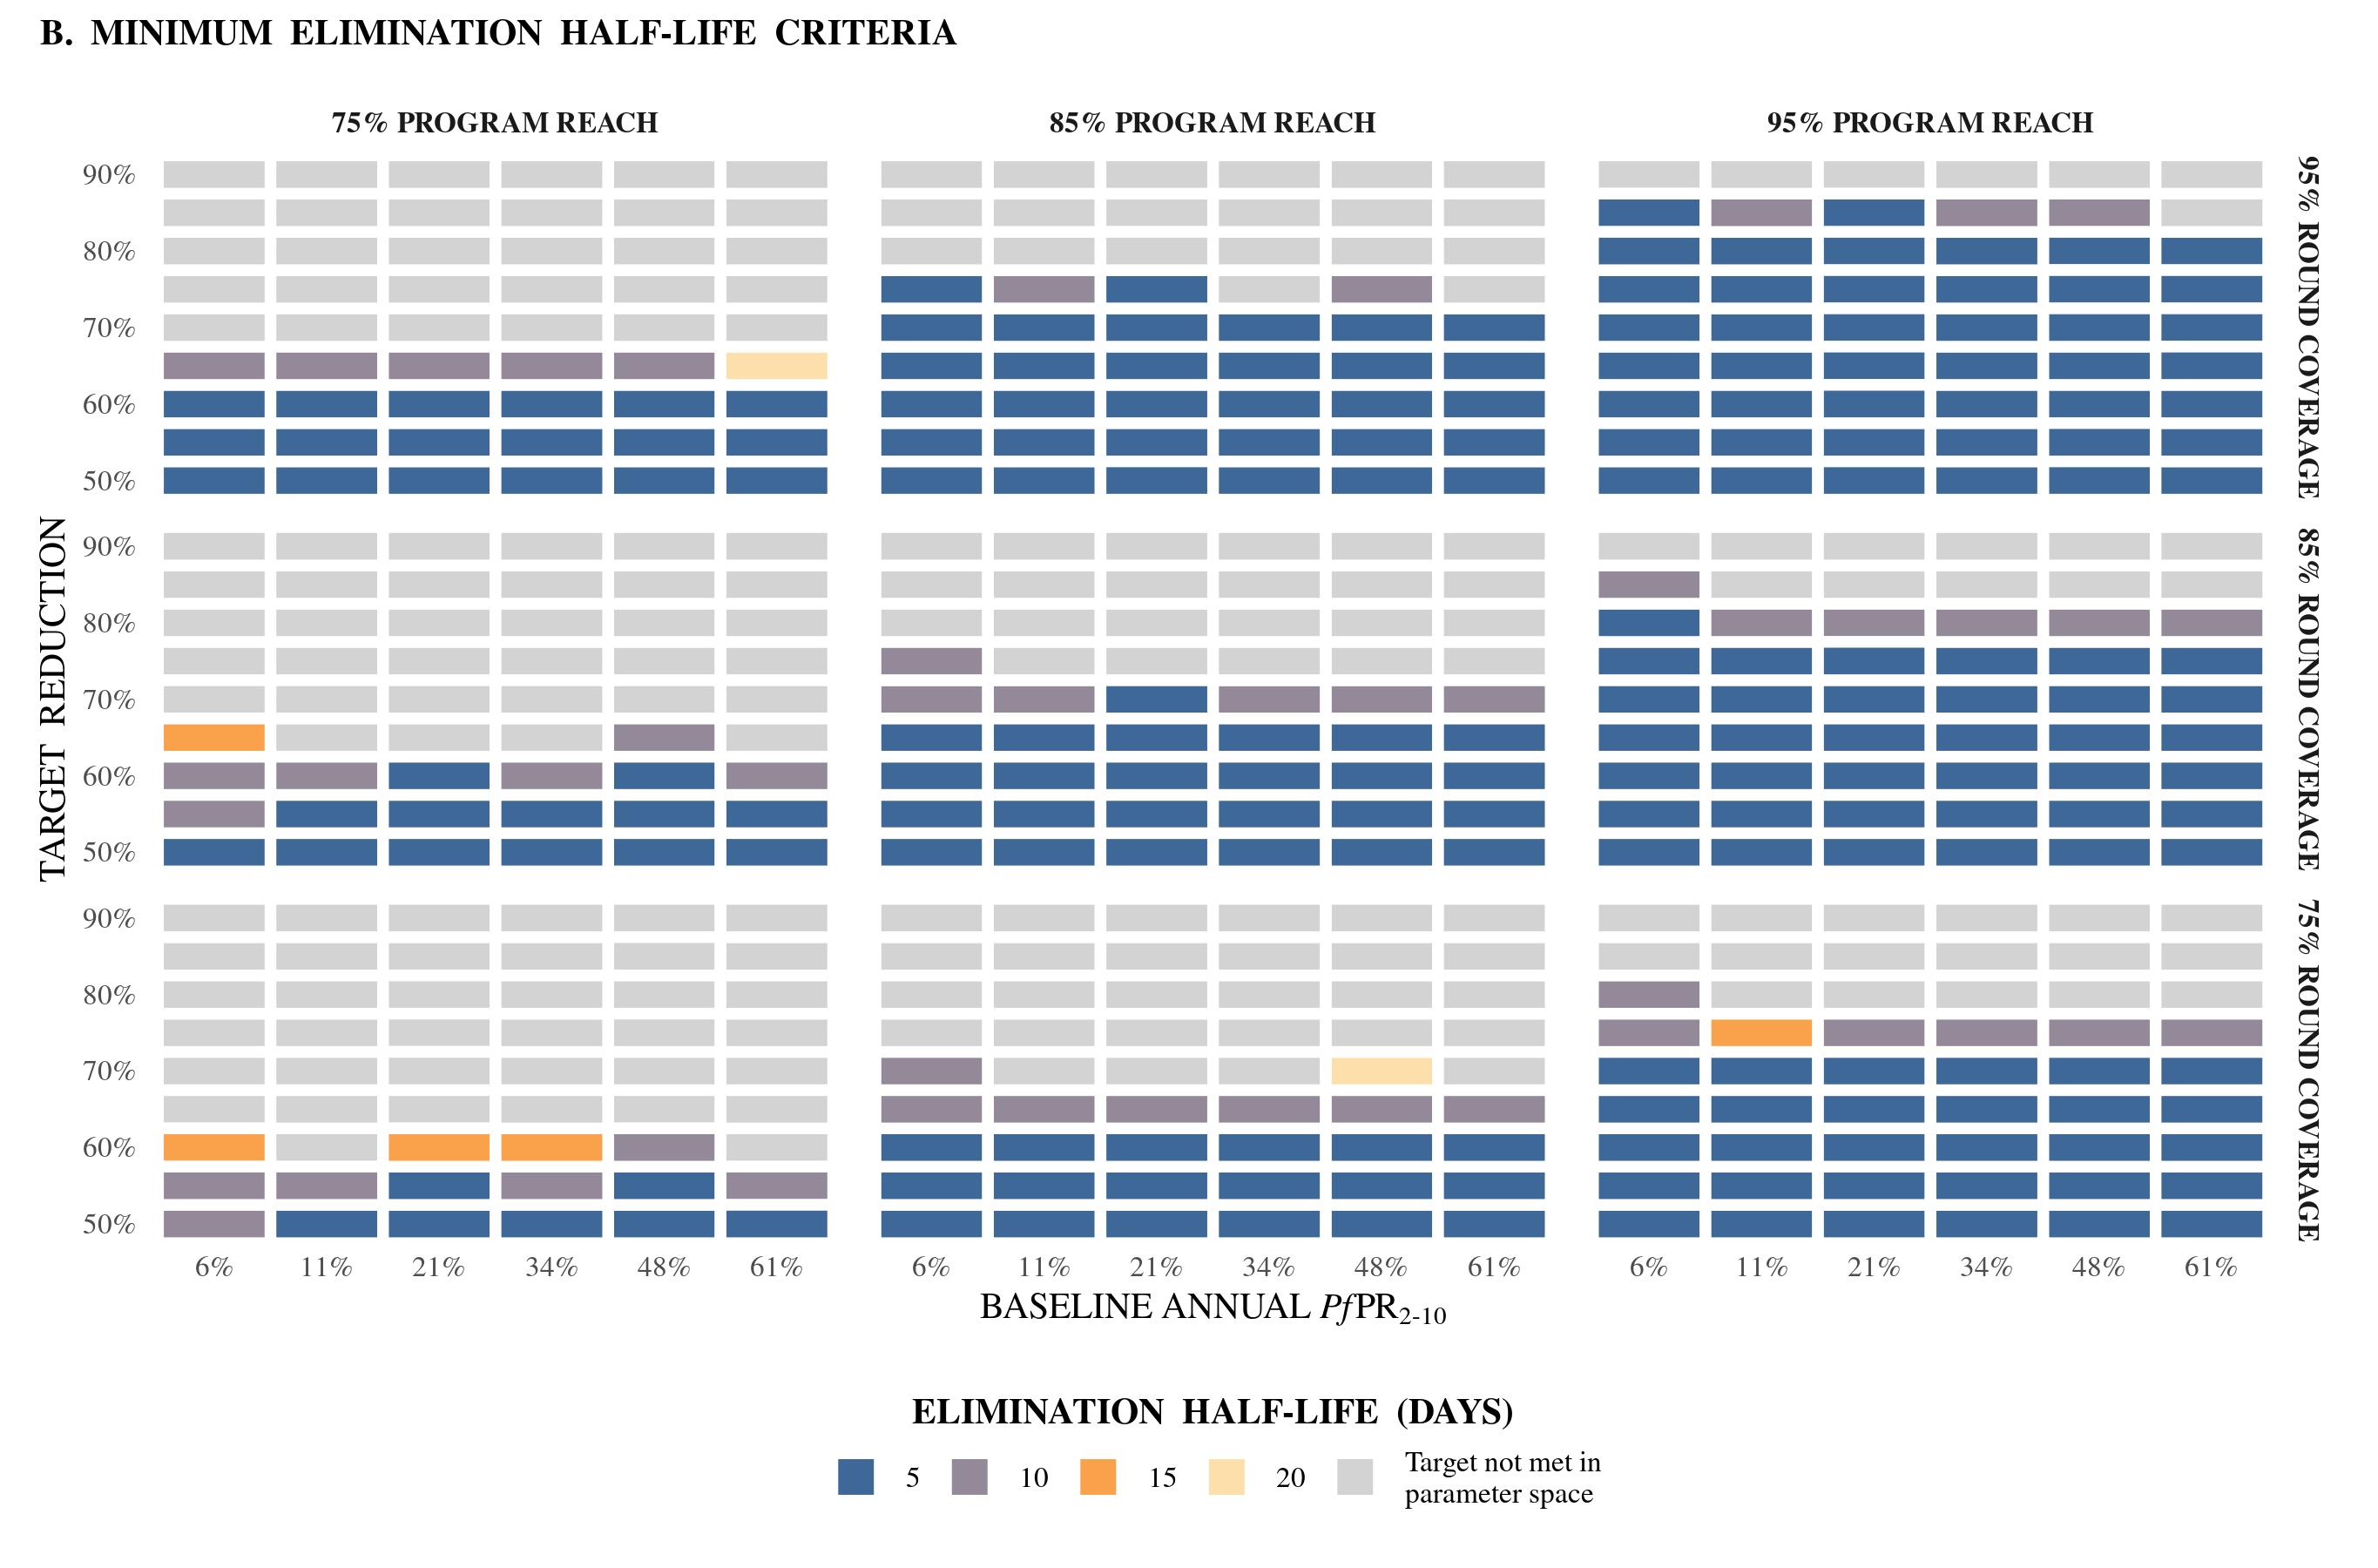 B. MINIMUM ELIMINATION HALF-LIFE CRITERIA
75% PROGRAM REACH
85% PROGRAM REACH
95% PROGRAM REACH
TARGET REDUCTION
90%
80%
70%
60%
50%
95% ROUND COVERAGE
90%
80%
70%
60%
50%
85% ROUND COVERAGE
90%
80%
70%
60%
50%
75% ROUND COVERAGE
6% 11% 21% 34% 48% 61%
6% 11% 21% 34% 48% 61%
6% 11% 21% 34% 48% 61%
BASELINE ANNUAL PfPR2-10
ELIMINATION HALF-LIFE (DAYS)
5 10 15 20 Target not met in
parameter space